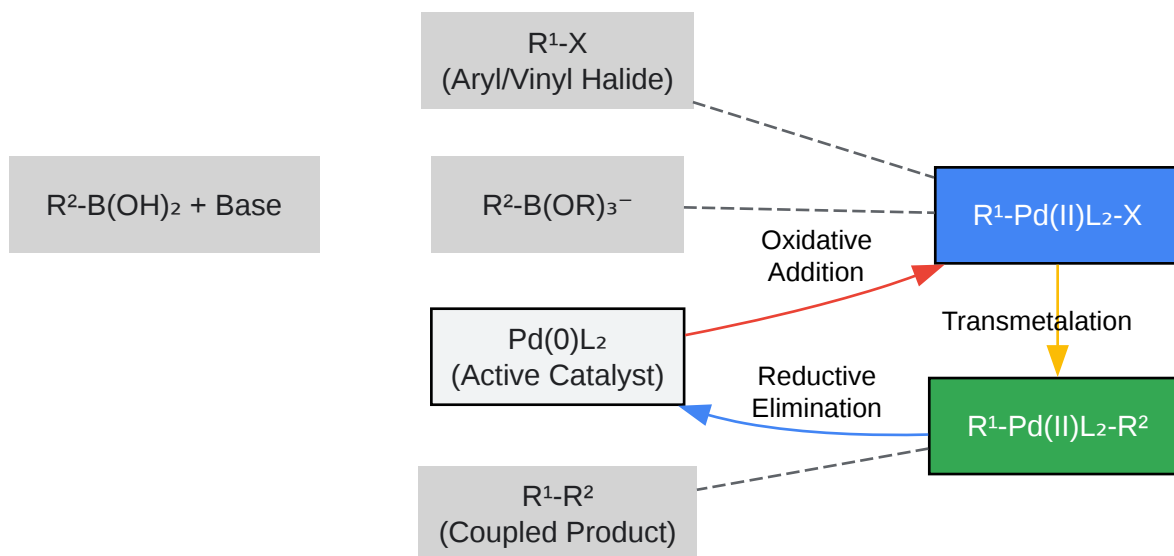 R¹-X
(Aryl/Vinyl Halide)
R²-B(OH)₂ + Base
R²-B(OR)₃⁻
R¹-Pd(II)L₂-X
Oxidative
Addition
Transmetalation
Pd(0)L₂
(Active Catalyst)
Reductive
Elimination
R¹-Pd(II)L₂-R²
R¹-R²
(Coupled Product)